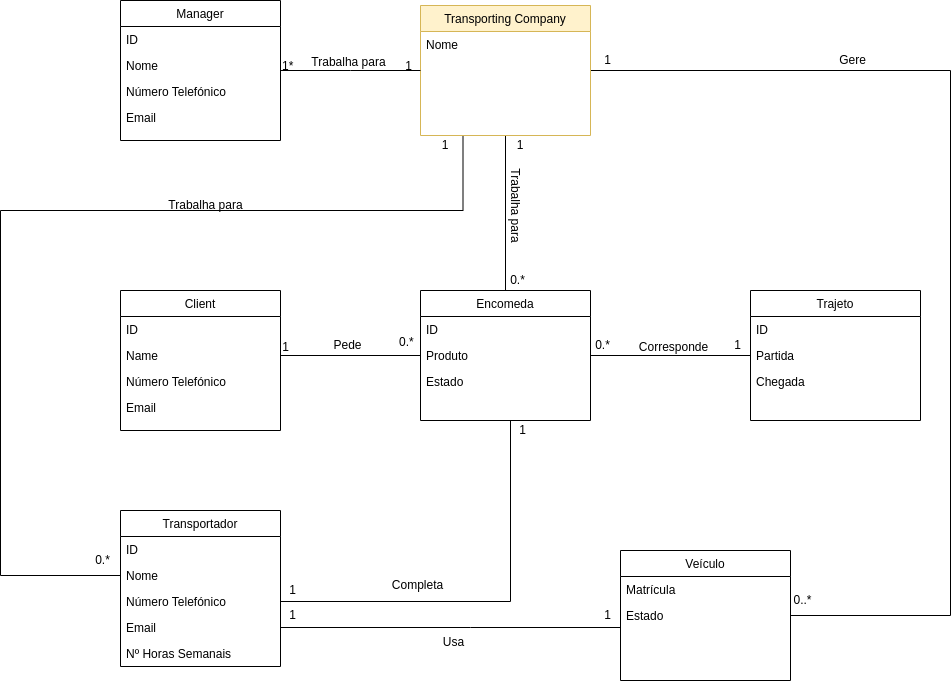 Manager
ID
Nome
Número Telefónico
Email
1*
Trabalha para
1
Transporting Company
Nome
1
Gere
1
1
Trabalha para
Trabalha para
0.*
Client
ID
Name
Número Telefónico
Email
1
Pede
0.*
Encomeda
ID
Produto
Estado
0.*
Corresponde
1
Trajeto
ID
Partida
Chegada
1
0.*
Transportador
ID
Nome
Número Telefónico
Email
Nº Horas Semanais
1
Completa
1
Usa
1
Veículo
Matrícula
Estado
0..*